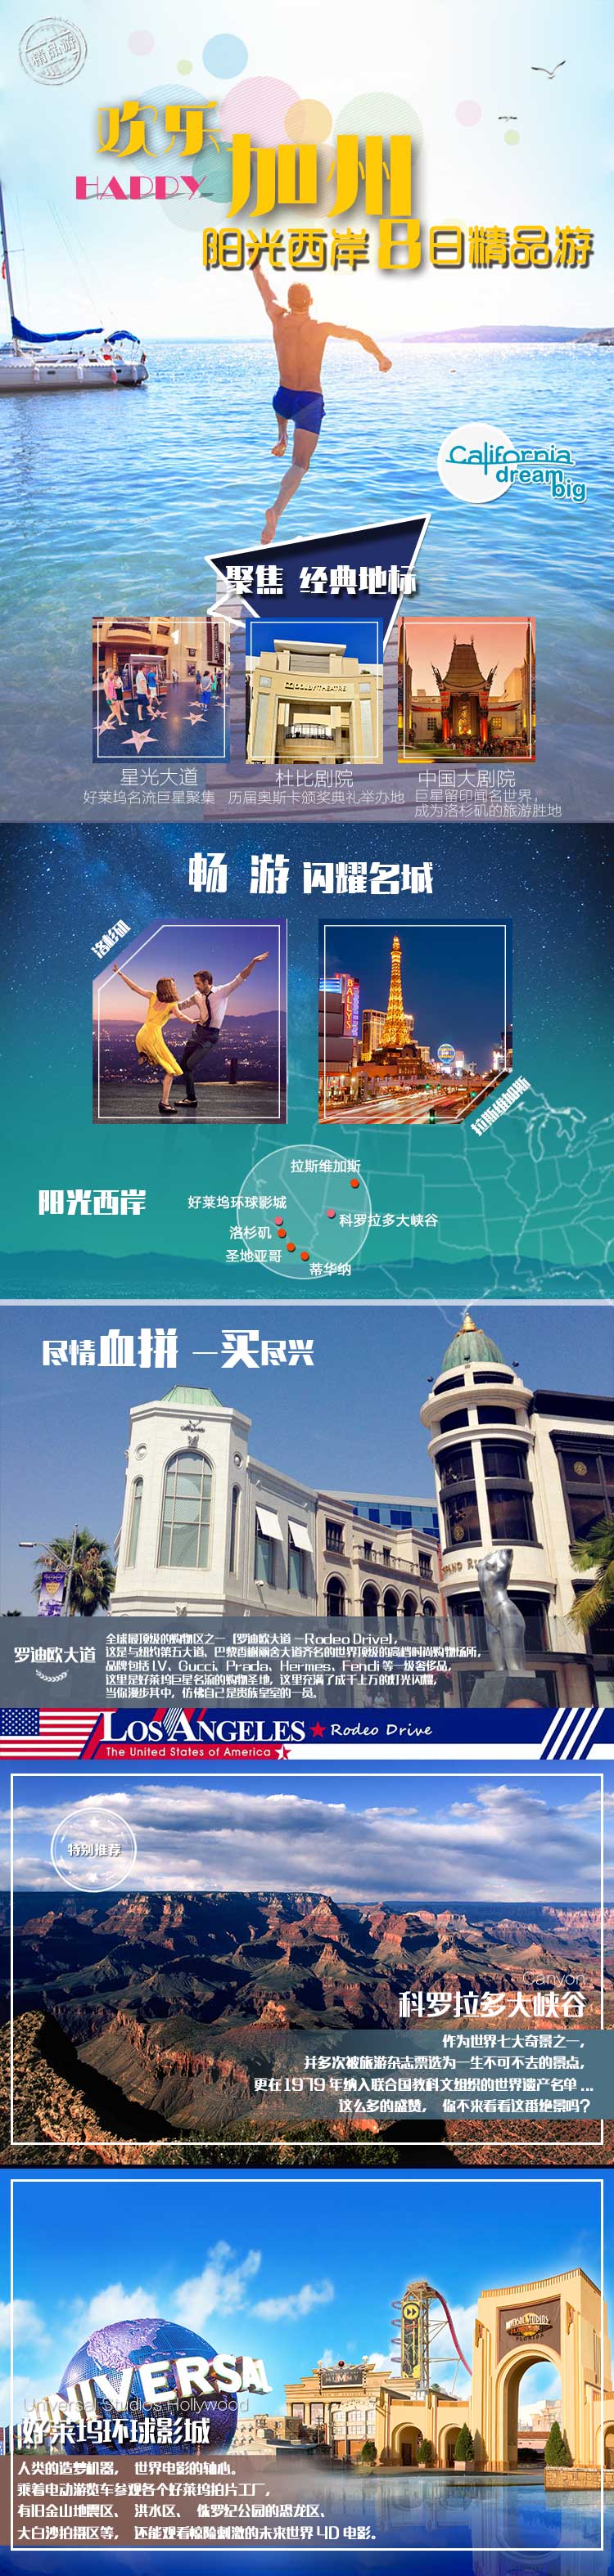 精品游
欢乐
HAPPY
加州
阳光西岸8日精品游
California
dream
big
聚焦 经典地标
DOLBY THEATRE
星光大道
好莱坞名流巨星聚集
杜比剧院
历届奥斯卡颁奖典礼举办地
中国大剧院
巨星留印闻名世界，
成为洛杉矶的旅游胜地
畅 游 闪耀名城
洛杉矶
BALLYS
拉斯维加斯
阳光西岸
拉斯维加斯
好莱坞环球影城
科罗拉多大峡谷
洛杉矶
圣地亚哥
蒂华纳
尽情血拼 一买尽兴
罗迪欧大道
全球最顶级的购物区之一【罗迪欧大道 —Rodeo Drive】，
这是与纽约第五大道、巴黎香榭丽舍大道齐名的世界顶级的高档时尚购物场所，
品牌包括 LV、Gucci、Prada、Hermes、Fendi 等一级奢侈品，
这里是好莱坞巨星名流的购物圣地，这里充满了成千上万的灯光闪耀，
当你漫步其中，仿佛自己是贵族皇室的一员。
LOS ANGELES
Rodeo Drive
The United States of America
特别推荐
Canyon
科罗拉多大峡谷
作为世界七大奇景之一，
并多次被旅游杂志票选为一生不可不去的景点，
更在 1979 年纳入联合国教科文组织的世界遗产名单 ...
这么多的盛赞， 你不来看看这番绝景吗?
UNIVERSAL STUDIOS
FLORIDA
UNIVERSAL
Universal Studios Hollywood
好莱坞环球影城
人类的造梦机器， 世界电影的轴心。
乘着电动游览车参观各个好莱坞拍片工厂，
有旧金山地震区、 洪水区、 侏罗纪公园的恐龙区、
大白沙拍摄区等， 还能观看惊险刺激的未来世界 4D 电影。